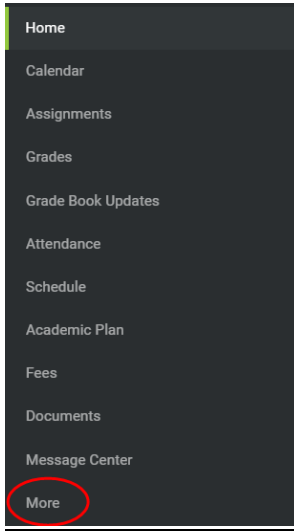 Home
Calendar
Assignments
Grades
Grade Book Updates
Attendance
Schedule
Academic Plan
Fees
Documents
Message Center
More